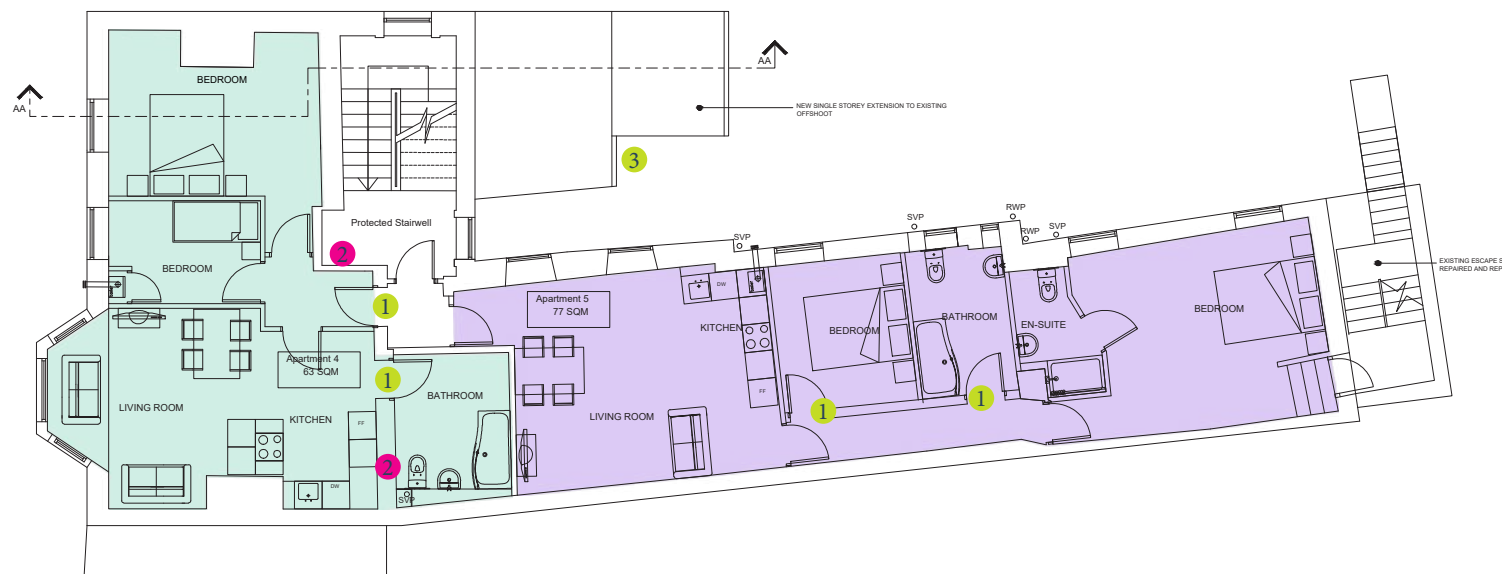 BEDROOM
AA
AA
NEW SINGLE STOREY EXTENSION TO EXISTING
OFFSHOOT
3
Protected Stairwell
2
RWP
SVP
RWP
SVP
SVP
BEDROOM
EXISTING ESCAPE S
REPAIRED AND REP
1
Apartment 5
77 SQM
DW
KITCHEN
BEDROOM
BATHROOM
EN-SUITE
BEDROOM
Apartment 4
63 SQM
1
BATHROOM
FF
1
1
LIVING ROOM
KITCHEN
FF
LIVING ROOM
2
DW
SVP